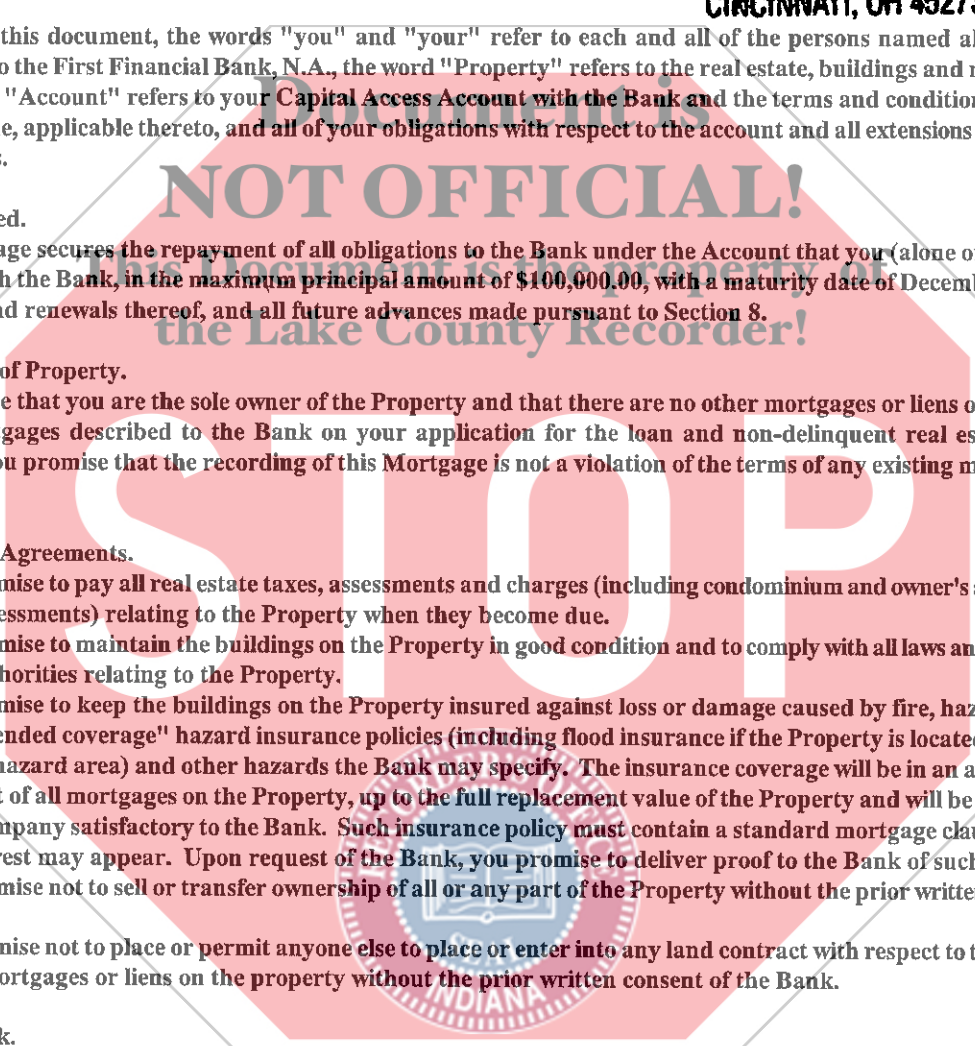 CINCINNATI, OH 45273
this document, the words "you" and "your" refer to each and all of the persons named
o the First Financial Bank, N.A., the word "Property" refers to the real estate, buildings and
"Account" refers to your Capital Access Account with the Bank and the terms and condition
e, applicable thereto, and all of your obligations with respect to the account and all extensions
Document is
NOT OFFICIAL!
This Document is the property of
the Lake County Recorder!
ed.
age secures the repayment of all obligations to the Bank under the Account that you (alone o
h the Bank, in the maximum principal amount of $100,000.00, with a maturity date of Decem
nd renewals thereof, and all future advances made pursuant to Section 8.
of Property.
e that you are the sole owner of the Property and that there are no other mortgages or liens o
gages described to the Bank on your application for the loan and non-delinquent real es
ou promise that the recording of this Mortgage is not a violation of the terms of any existing m
STOP
Agreements.
mise to pay all real estate taxes, assessments and charges (including condominium and owner's
essments) relating to the Property when they become due.
mise to maintain the buildings on the Property in good condition and to comply with all laws an
horities relating to the Property.
mise to keep the buildings on the Property insured against loss or damage caused by fire, haz
ended coverage" hazard insurance policies (including flood insurance if the Property is locate
hazard area) and other hazards the Bank may specify. The insurance coverage will be in an a
t of all mortgages on the Property, up to the full replacement value of the Property and will be
mpany satisfactory to the Bank. Such insurance policy must contain a standard mortgage clau
rest may appear. Upon request of the Bank, you promise to deliver proof to the Bank of such
mise not to sell or transfer ownership of all or any part of the Property without the prior writte
mise not to place or permit anyone else to place or enter into any land contract with respect to t
ortgages or liens on the property without the prior written consent of the Bank.
SEAL
INDIANA
k.